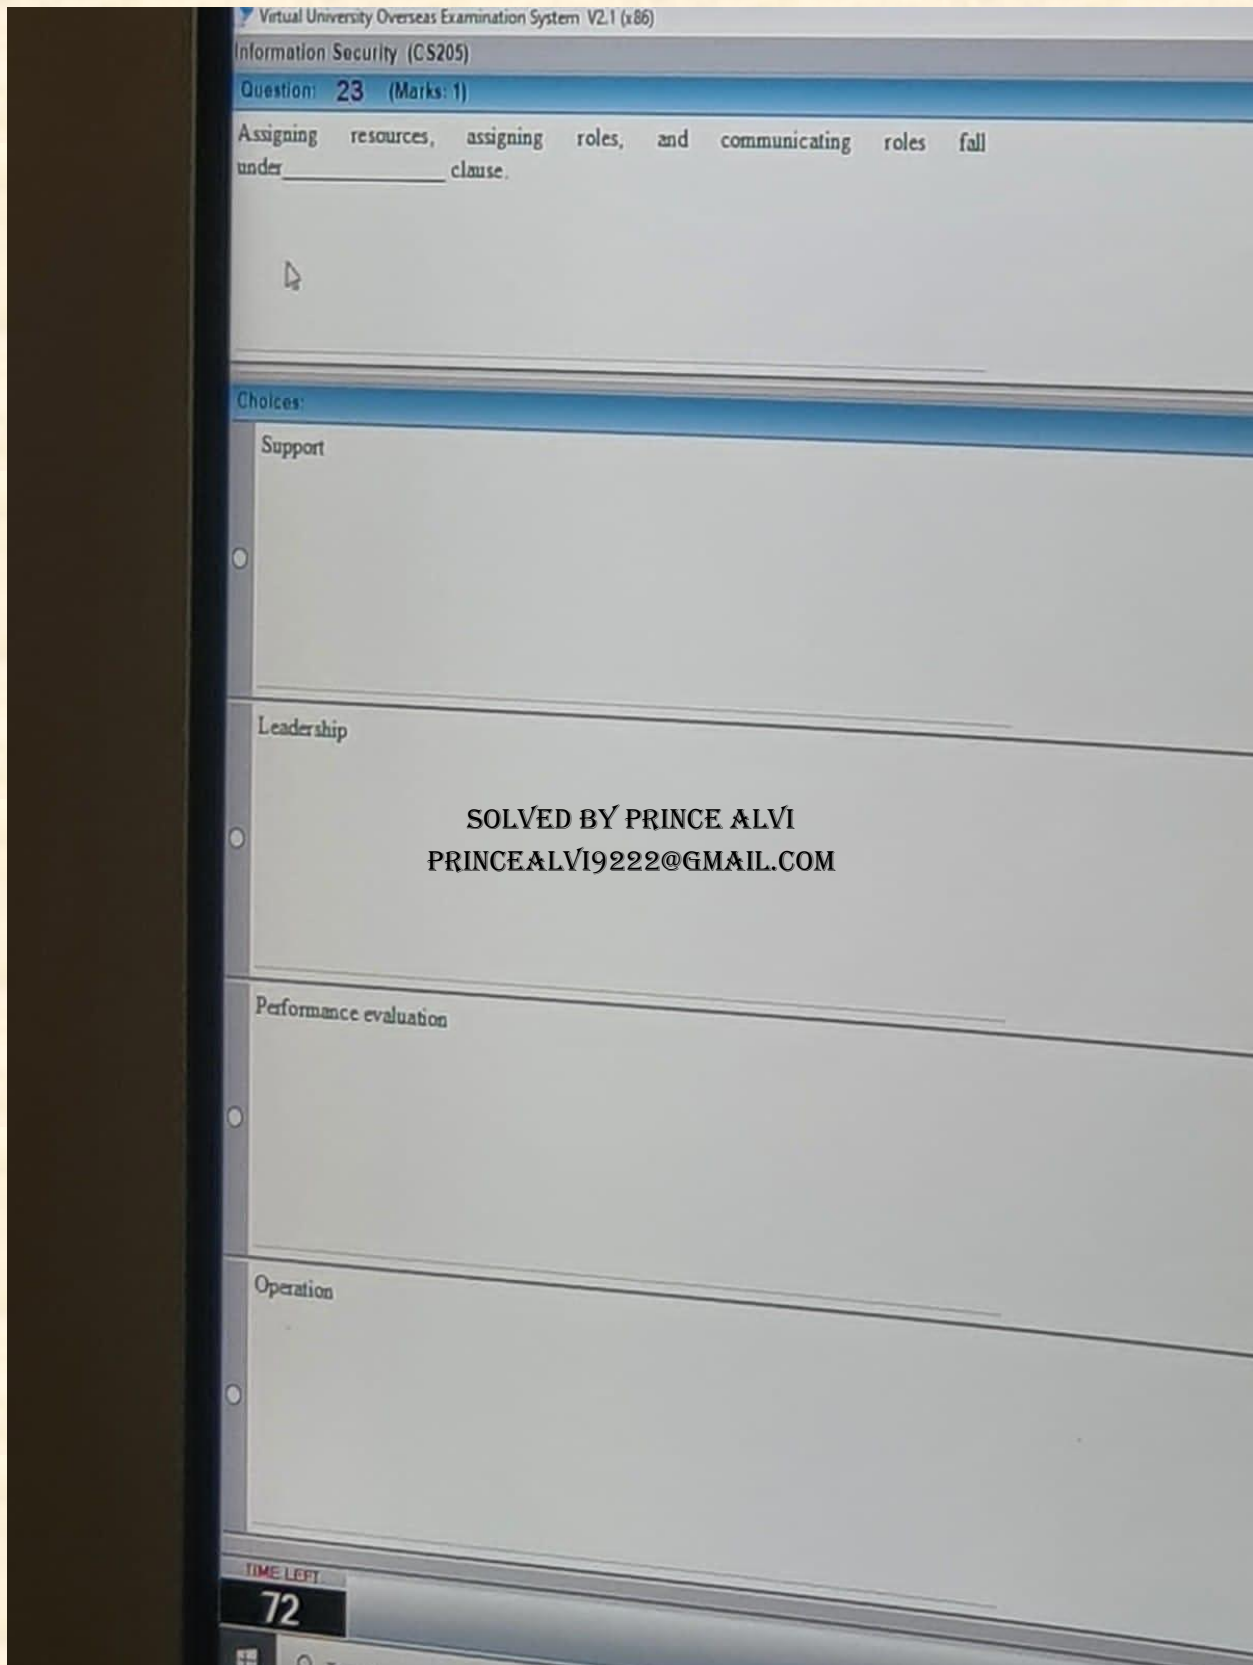 Virtual University Overseas Examination System V2.1 (x86)
Information Security (CS205)
Question: 23 (Marks: 1)
Assigning resources, assigning roles, and communicating roles fall
under______________ clause.
Choices:
Support
Leadership
SOLVED BY PRINCE ALVI
PRINCEALVI9222@GMAIL.COM
Performance evaluation
Operation
TIME LEFT
72